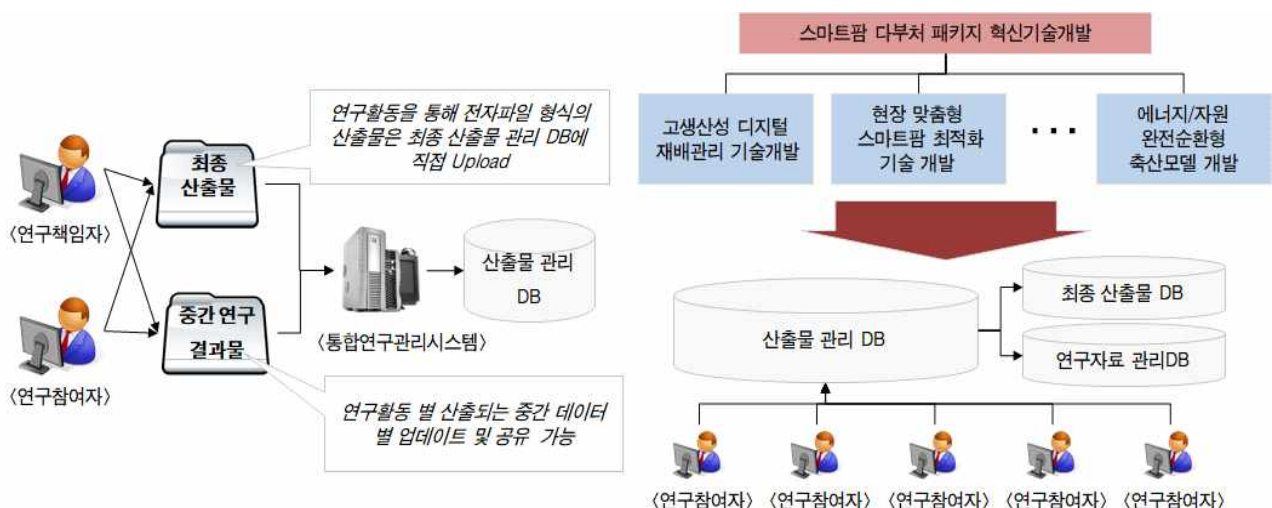 연구활동을 통해 전자파일 형식의
산출물은 최종 산출물 관리 DB에
직접 Upload
최종
산출물
〈연구책임자〉
중간 연구
결과물
〈연구참여자〉
〈통합연구관리시스템〉
산출물 관리
DB
연구활동 별 산출되는 중간 데이터
별 업데이트 및 공유 가능
스마트팜 다부처 패키지 혁신기술개발
고생산성 디지털
재배관리 기술개발
현장 맞춤형
스마트팜 최적화
기술 개발
...
에너지/자원
완전순환형
축산모델 개발
산출물 관리 DB
최종 산출물 DB
연구자료 관리DB
〈연구참여자〉
〈연구참여자〉
〈연구참여자〉
〈연구참여자〉
〈연구참여자〉